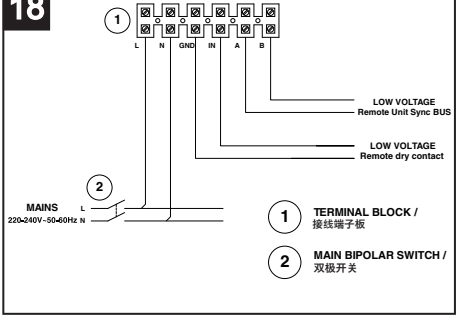 18
1
L N GND IN A B
LOW VOLTAGE
Remote Unit Sync BUS
LOW VOLTAGE
Remote dry contact
2
MAINS L
220-240V~50-60Hz N
1 TERMINAL BLOCK /
接线端子板
2 MAIN BIPOLAR SWITCH /
双极开关